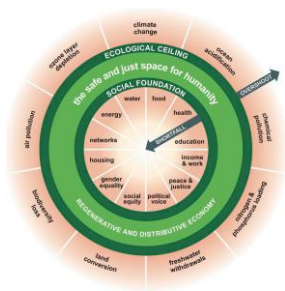 climate
change
ocean
acidification
chemical
pollution
nitrogen &
phosphorus loading
freshwater
withdrawals
land
conversion
biodiversity
loss
air pollution
ozone layer
depletion
ECOLOGICAL CEILING
the safe and just space for humanity
SOCIAL FOUNDATION
OVERSHOOT
SHORTFALL
water
food
health
education
income
& work
peace &
justice
political
voice
social
equity
gender
equality
housing
networks
energy
REGENERATIVE AND DISTRIBUTIVE ECONOMY